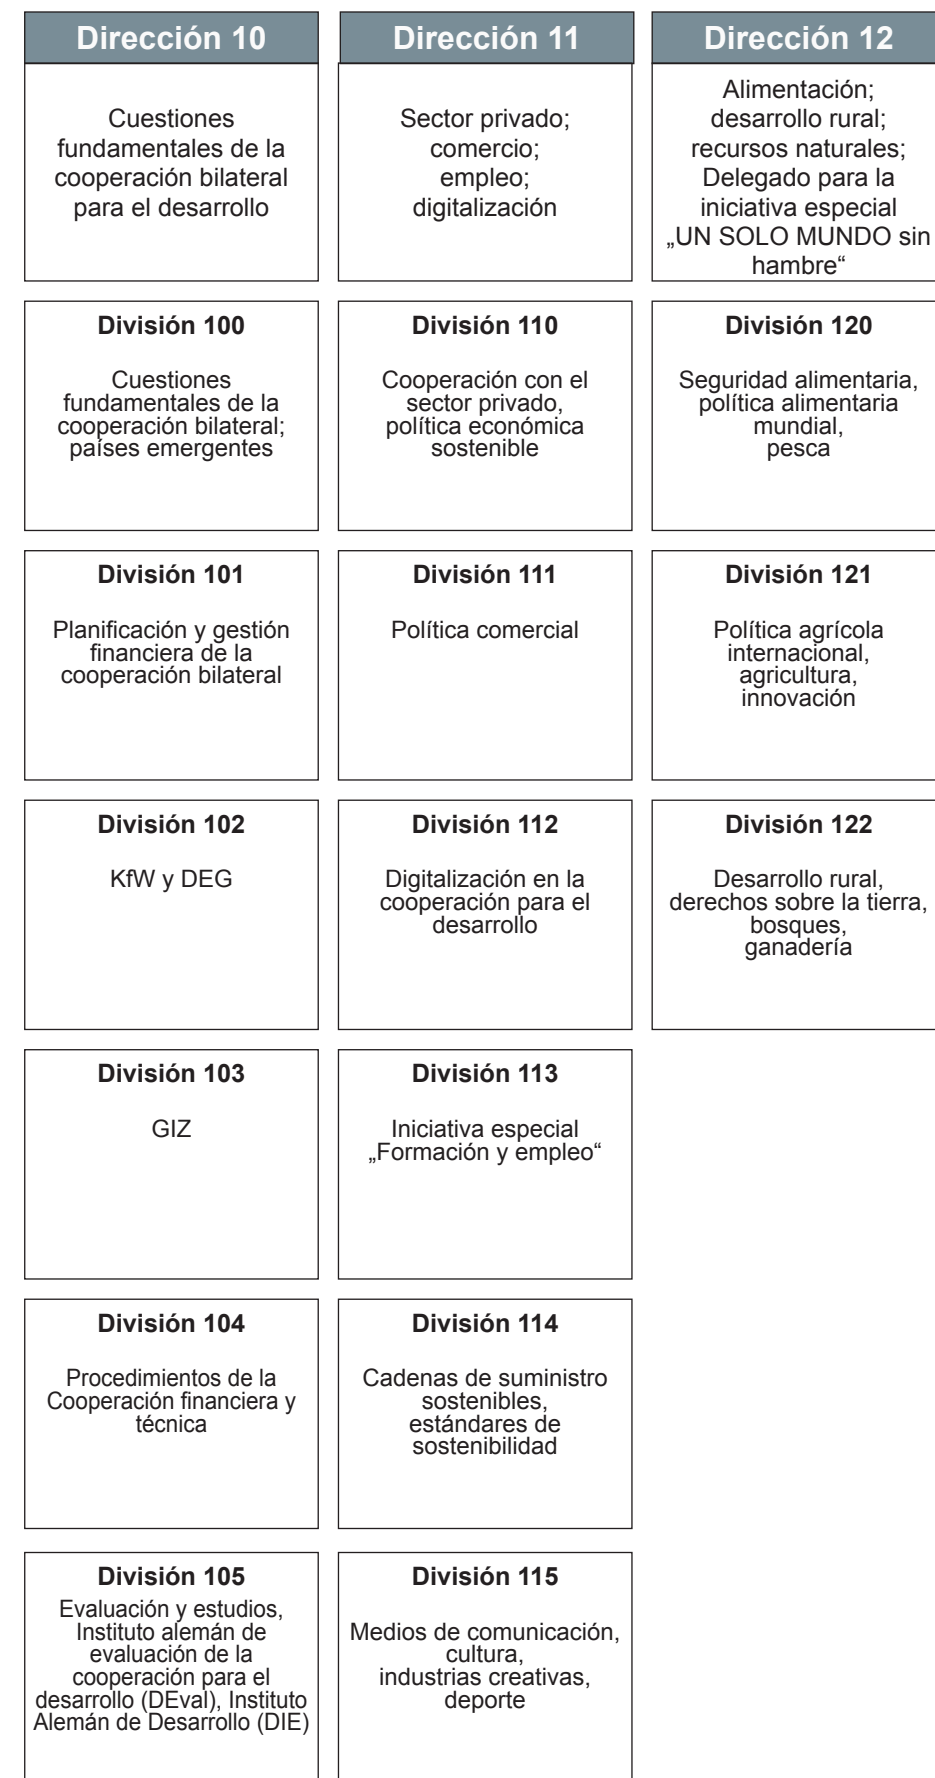 Dirección 10
Cuestiones
fundamentales de la
cooperación bilateral
para el desarrollo
División 100
Cuestiones
fundamentales de la
cooperación bilateral;
países emergentes
División 101
Planificación y gestión
financiera de la
cooperación bilateral
División 102
KfW y DEG
División 103
GIZ
División 104
Procedimientos de la
Cooperación financiera y
técnica
División 105
Evaluación y estudios,
Instituto alemán de
evaluación de la
cooperación para el
desarrollo (DEval), Instituto
Alemán de Desarrollo (DIE)
Dirección 11
Sector privado;
comercio;
empleo;
digitalización
División 110
Cooperación con el
sector privado,
política económica
sostenible
División 111
Política comercial
División 112
Digitalización en la
cooperación para el
desarrollo
División 113
Iniciativa especial
„Formación y empleo“
División 114
Cadenas de suministro
sostenibles,
estándares de
sostenibilidad
División 115
Medios de comunicación,
cultura,
industrias creativas,
deporte
Dirección 12
Alimentación;
desarrollo rural;
recursos naturales;
Delegado para la
iniciativa especial
„UN SOLO MUNDO sin
hambre“
División 120
Seguridad alimentaria,
política alimentaria
mundial,
pesca
División 121
Política agrícola
internacional,
agricultura,
innovación
División 122
Desarrollo rural,
derechos sobre la tierra,
bosques,
ganadería